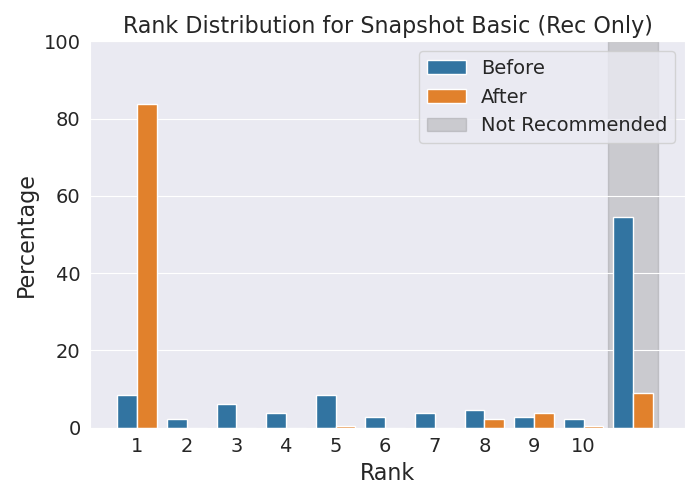 Rank Distribution for Snapshot Basic (Rec Only)
100
80
60
40
20
0
Percentage
Before
After
Not Recommended
1 2 3 4 5 6 7 8 9 10
Rank